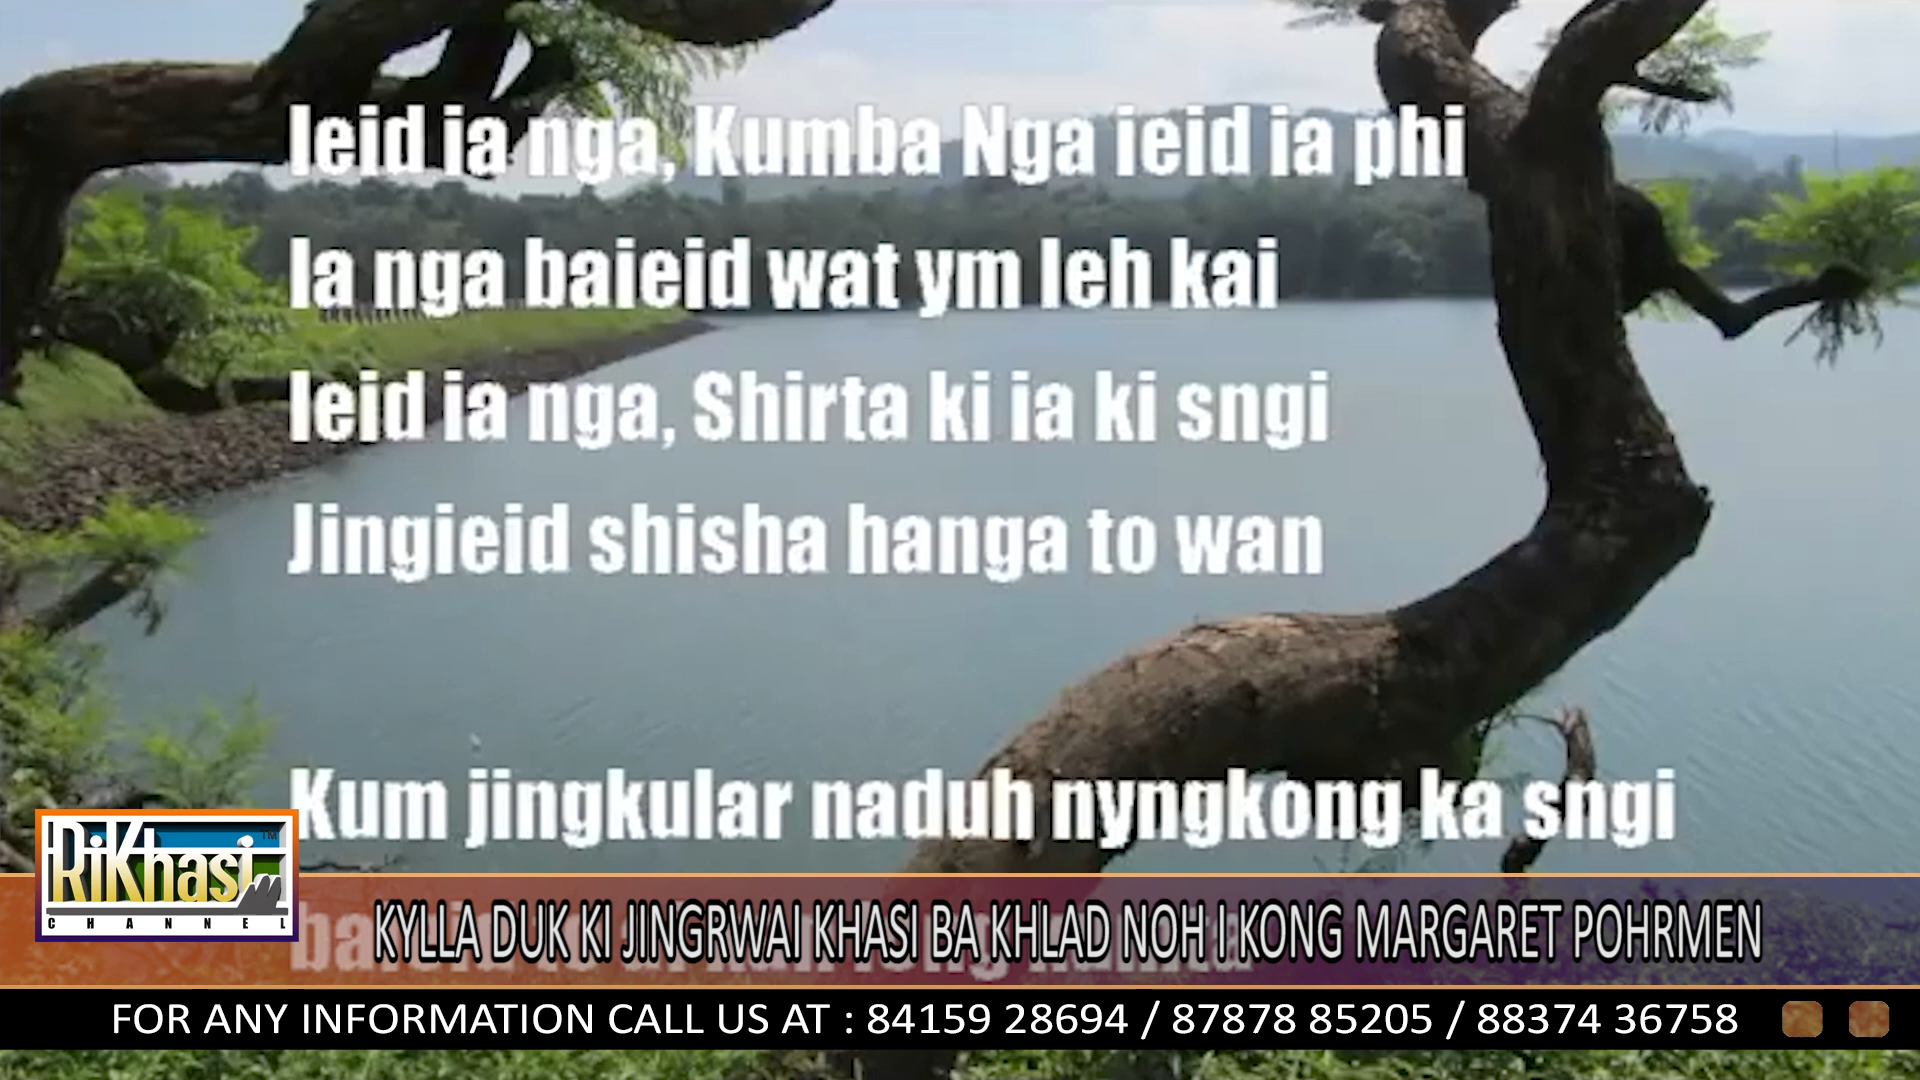 Ieid ia nga, Kumba Nga ieid ia phi
Ia nga baieid wat ym leh kai
Ieid ia nga, Shirta ki ia ki sngi
Jingieid shisha hanga to wan
Kum jingkular naduh nyngkong ka sngi
RiKhasi TM
CHANNEL
KYLLA DUK KI JINGRWAI KHASI BA KHLAD NOH I KONG MARGARET POHRMEN
FOR ANY INFORMATION CALL US AT : 84159 28694 / 87878 85205 / 88374 36758